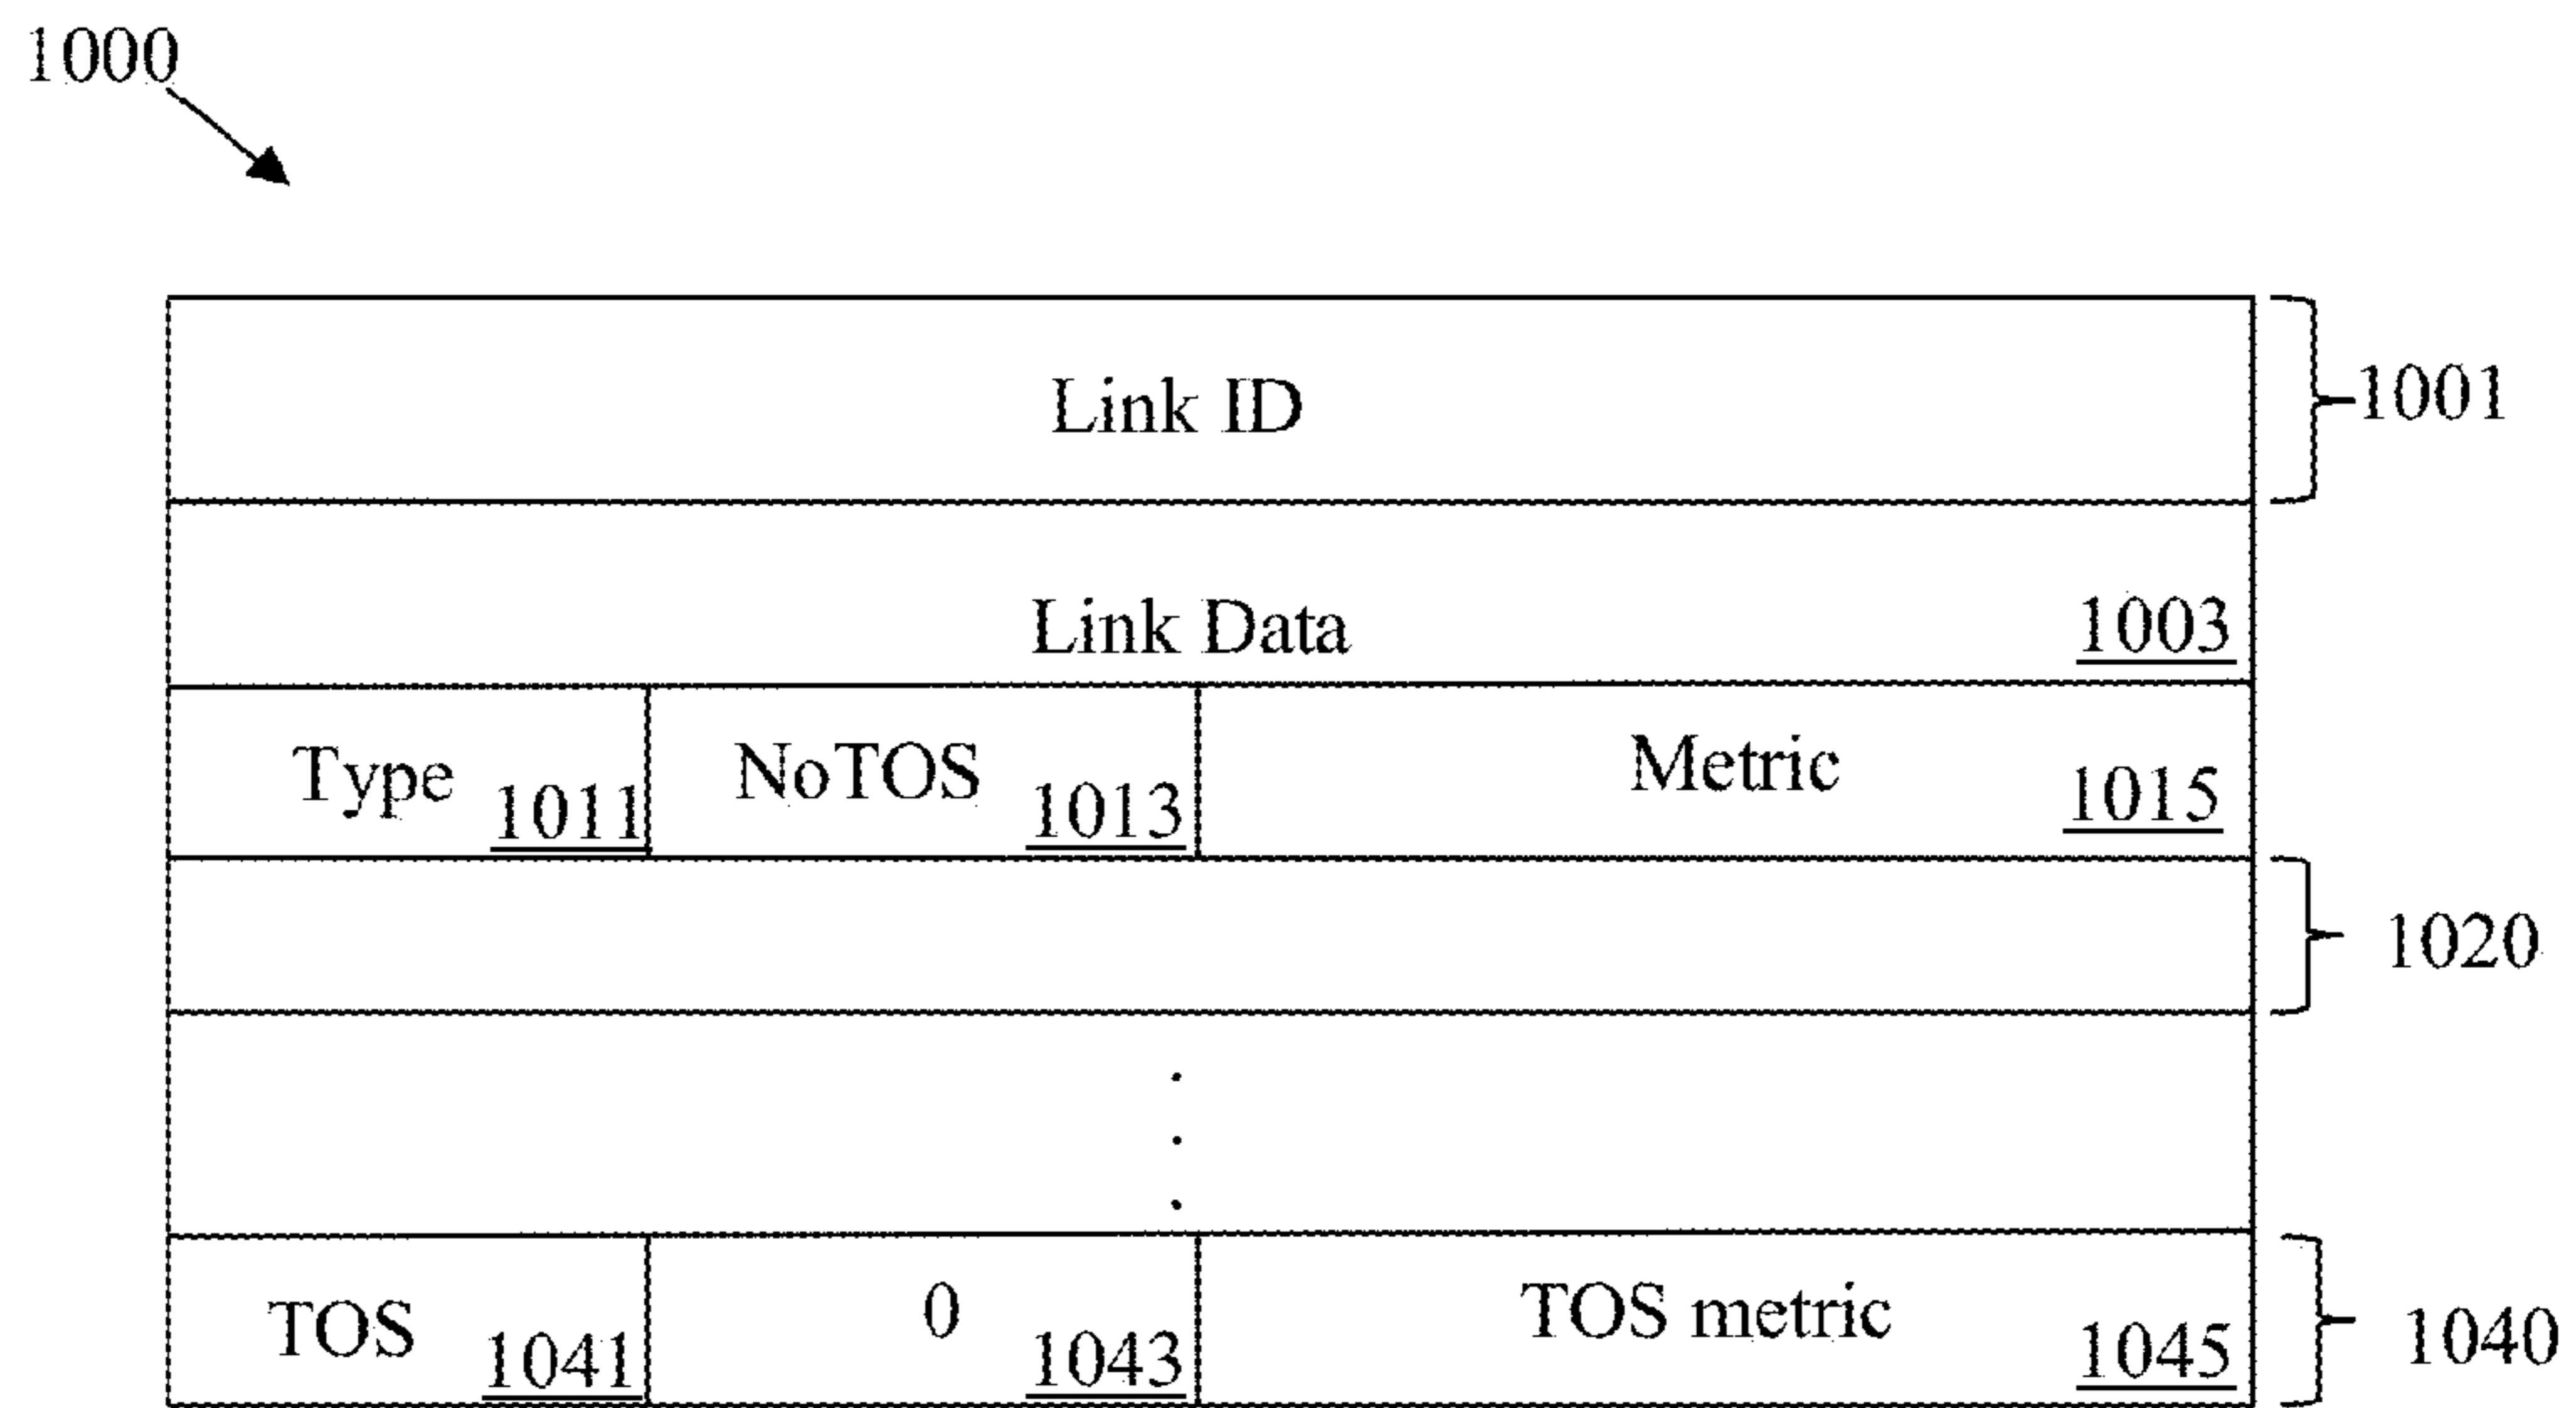 1000
Link ID 1001
Link Data 1003
Type 1011 NoTOS 1013 Metric 1015
1020
.
.
.
TOS 1041 0 1043 TOS metric 1045 1040